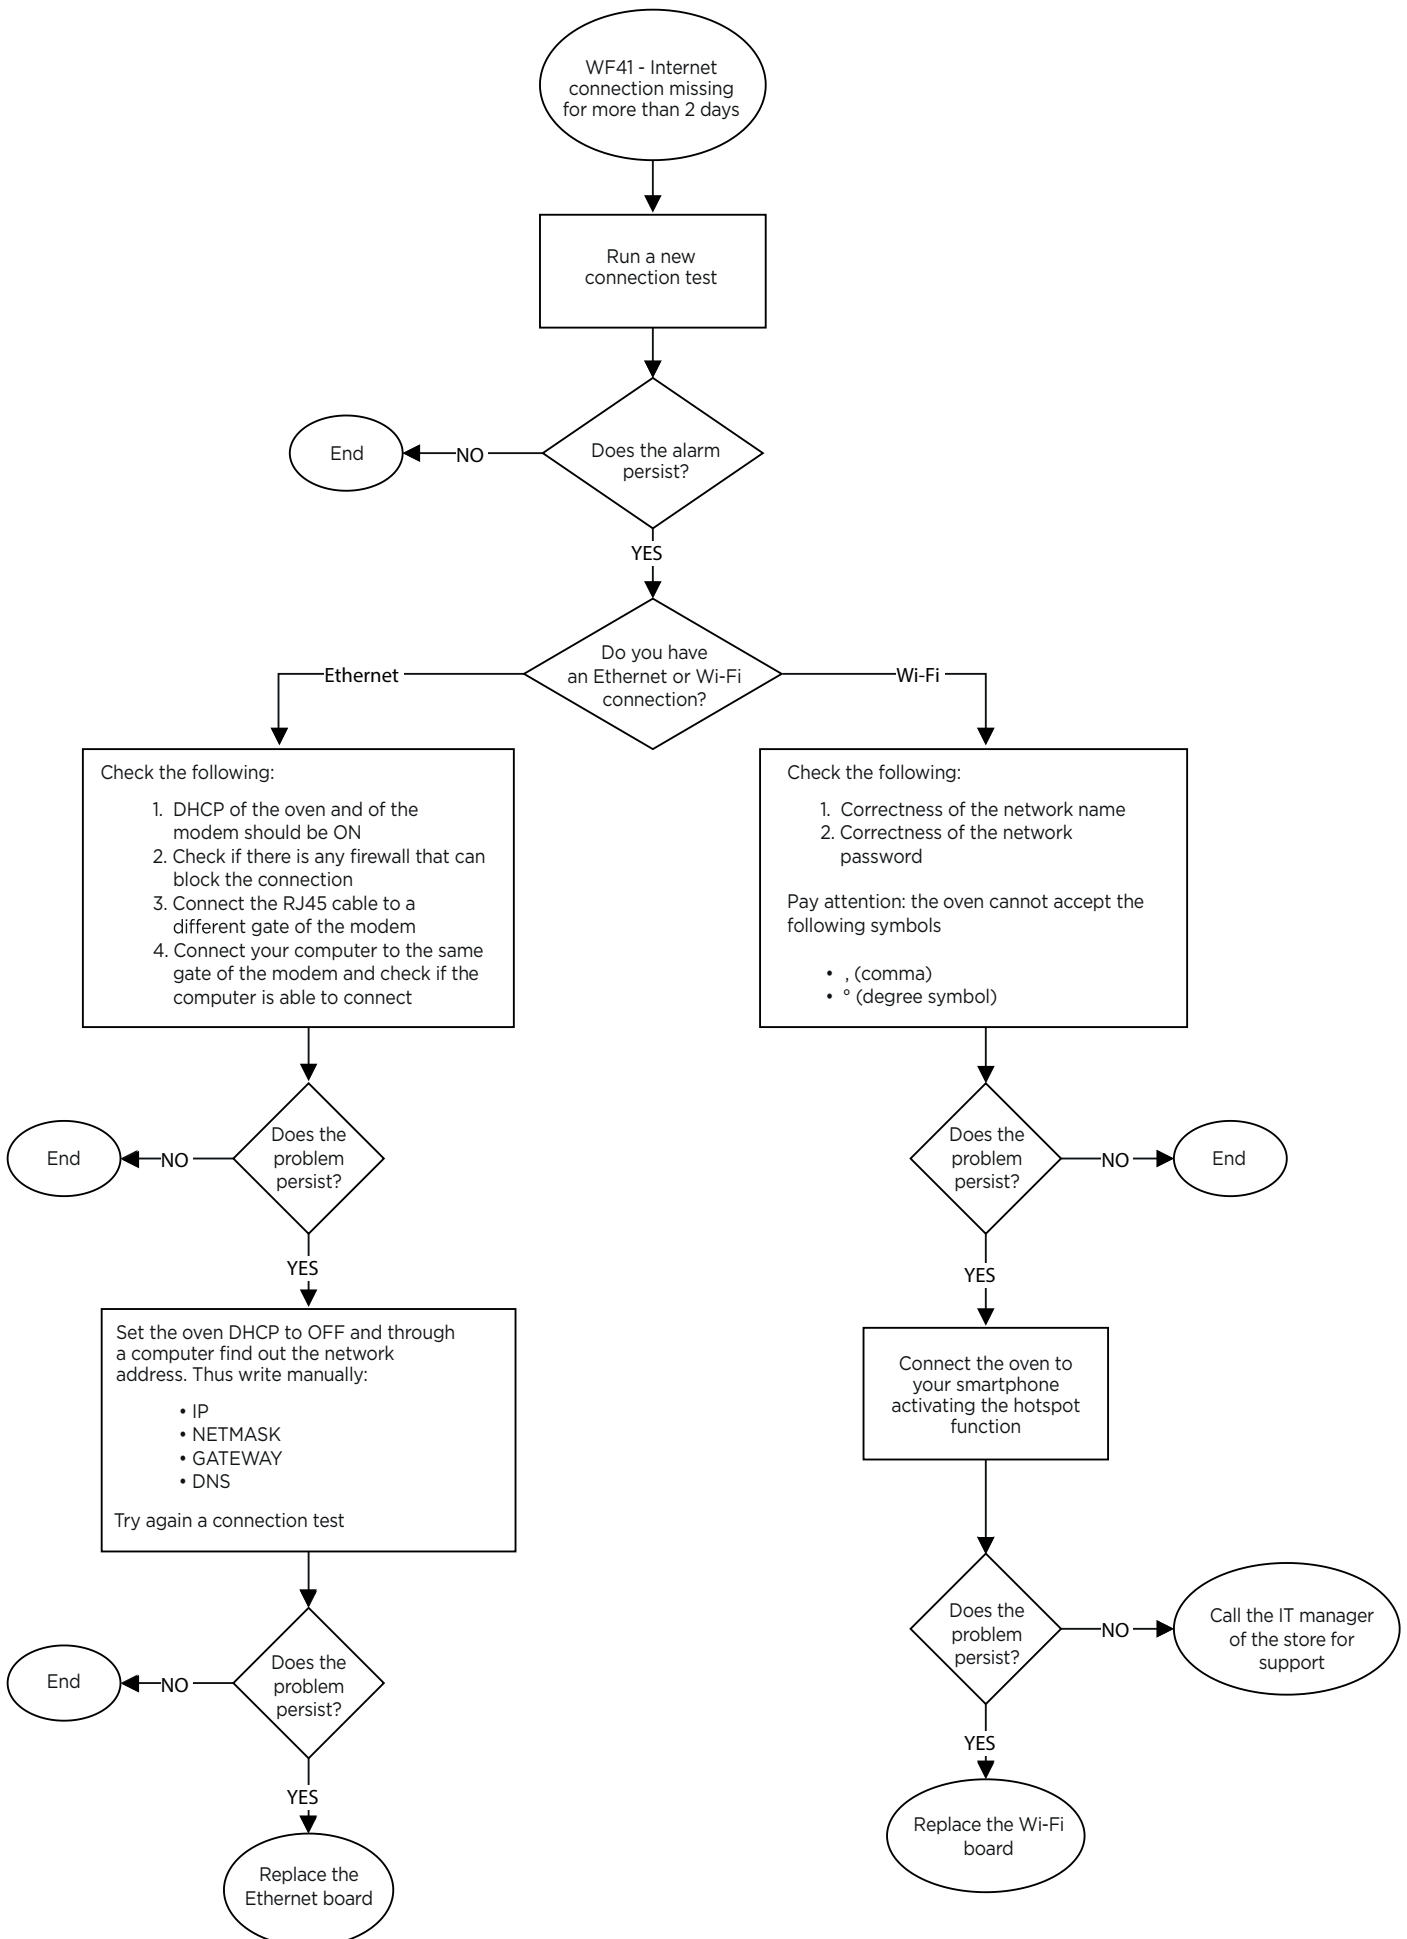 WF41 - Internet
connection missing
for more than 2 days
Run a new
connection test
Does the alarm
persist?
NO
End
YES
Do you have
an Ethernet or Wi-Fi
connection?
Ethernet
Wi-Fi
Check the following:
1. DHCP of the oven and of the
modem should be ON
2. Check if there is any firewall that can
block the connection
3. Connect the RJ45 cable to a
different gate of the modem
4. Connect your computer to the same
gate of the modem and check if the
computer is able to connect
Does the
problem
persist?
NO
End
YES
Set the oven DHCP to OFF and through
a computer find out the network
address. Thus write manually:
• IP
• NETMASK
• GATEWAY
• DNS
Try again a connection test
Does the
problem
persist?
NO
End
YES
Replace the
Ethernet board
Check the following:
1. Correctness of the network name
2. Correctness of the network
password
Pay attention: the oven cannot accept the
following symbols
• , (comma)
• ° (degree symbol)
Does the
problem
persist?
NO
End
YES
Connect the oven to
your smartphone
activating the hotspot
function
Does the
problem
persist?
NO
Call the IT manager
of the store for
support
YES
Replace the Wi-Fi
board